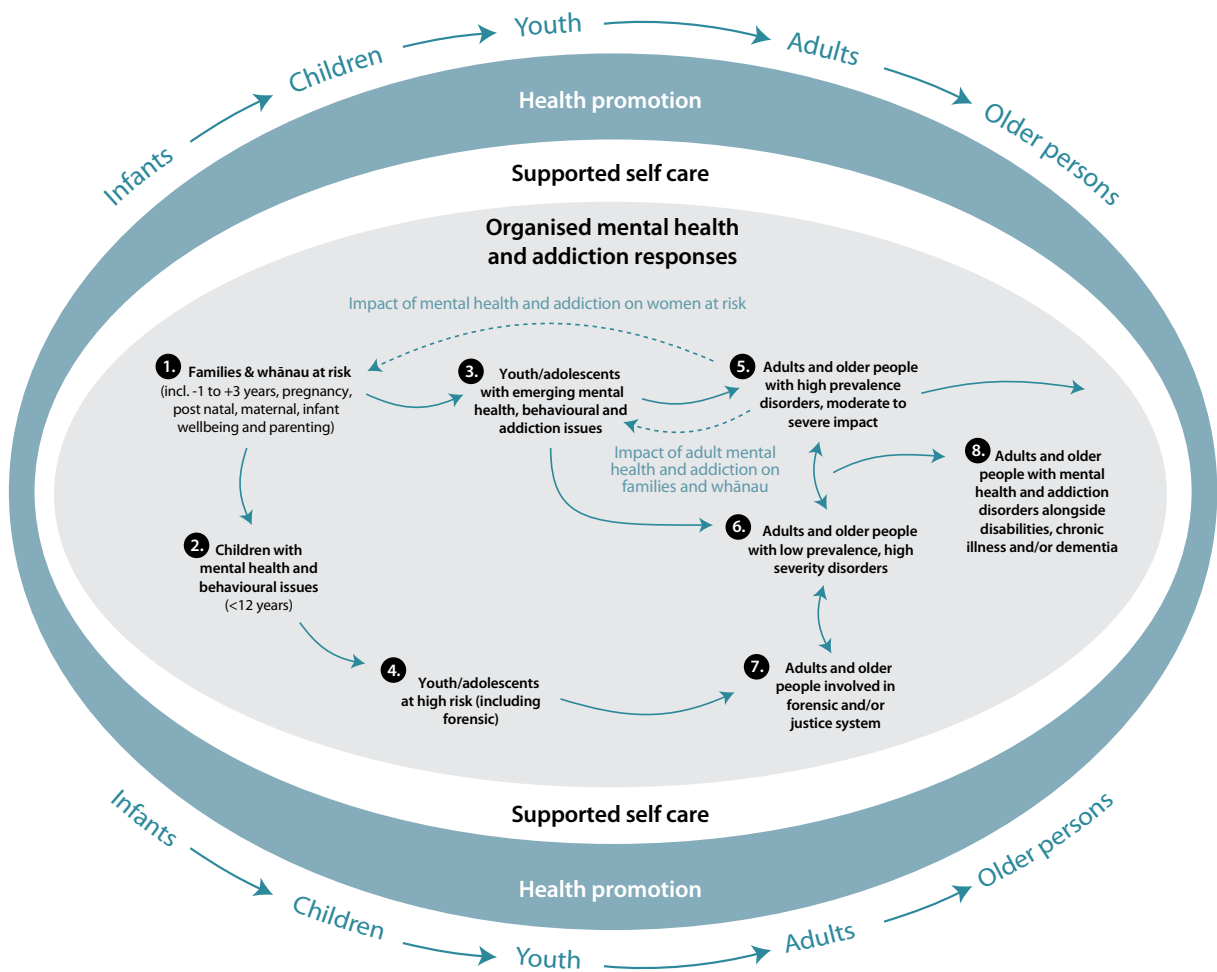 Infants
Children
Youth
Adults
Older persons
Health promotion
Supported self care
Organised mental health
and addiction responses
Impact of mental health and addiction on women at risk
1. Families & whānau at risk
(incl. -1 to +3 years, pregnancy,
post natal, maternal, infant
wellbeing and parenting)
3. Youth/adolescents
with emerging mental
health, behavioural and
addiction issues
5. Adults and older people
with high prevalence
disorders, moderate to
severe impact
Impact of adult mental
health and addiction on
families and whānau
8. Adults and older
people with mental
health and addiction
disorders alongside
disabilities, chronic
illness and/or dementia
2. Children with
mental health and
behavioural issues
(<12 years)
6. Adults and older people
with low prevalence, high
severity disorders
4. Youth/adolescents
at high risk (including
forensic)
7. Adults and older
people involved in
forensic and/or
justice system
Supported self care
Health promotion
Infants
Children
Youth
Adults
Older persons